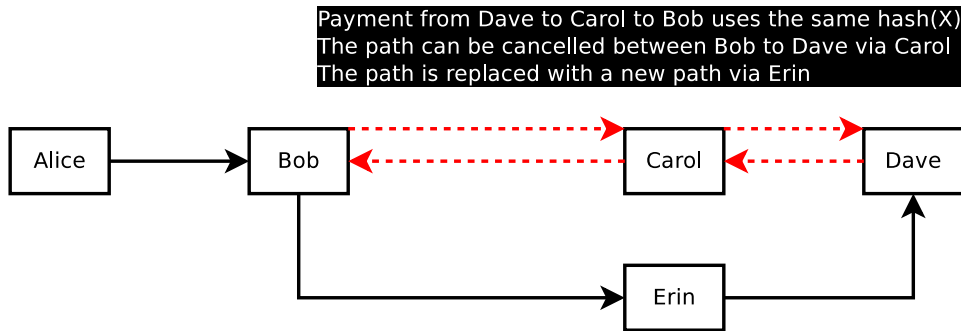 Payment from Dave to Carol to Bob uses the same hash(X)
The path can be cancelled between Bob to Dave via Carol
The path is replaced with a new path via Erin
Alice
Bob
Carol
Dave
Erin